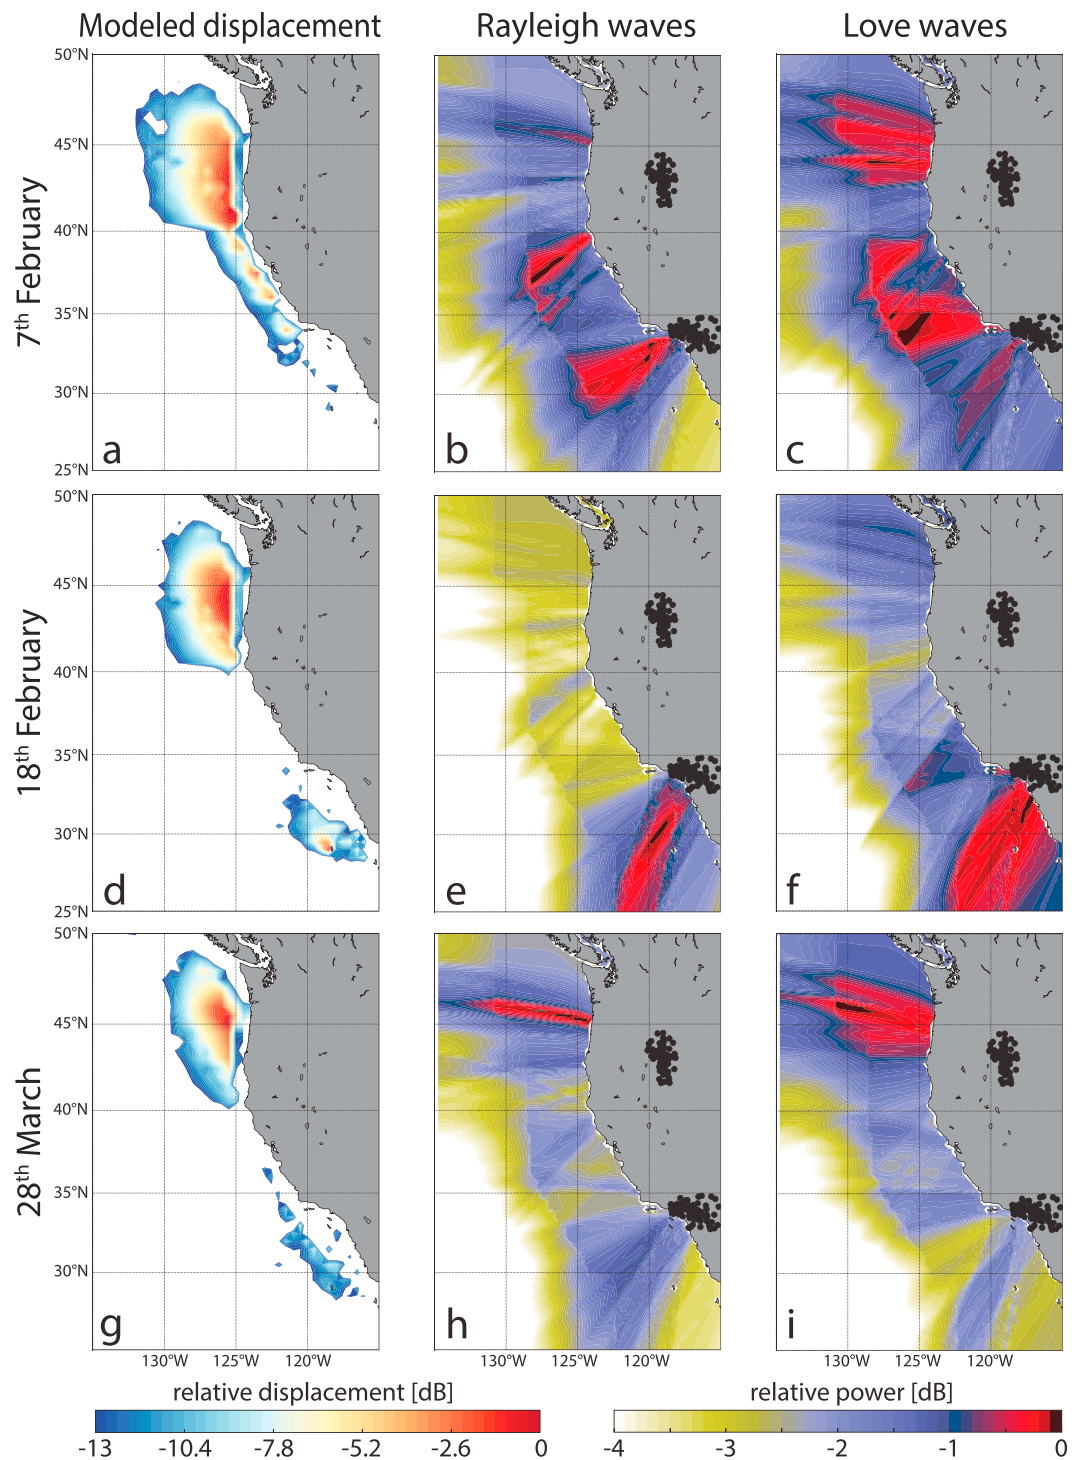 Modeled displacement Rayleigh waves Love waves
7th February
50°N
45°N
40°N
35°N
30°N
25°N
a b c
18th February
50°N
45°N
40°N
35°N
30°N
25°N
d e f
28th March
50°N
45°N
40°N
35°N
30°N
g h i
130°W 125°W 120°W 130°W 125°W 120°W 130°W 125°W 120°W
relative displacement [dB] relative power [dB]
-13 -10.4 -7.8 -5.2 -2.6 0 -4 -3 -2 -1 0